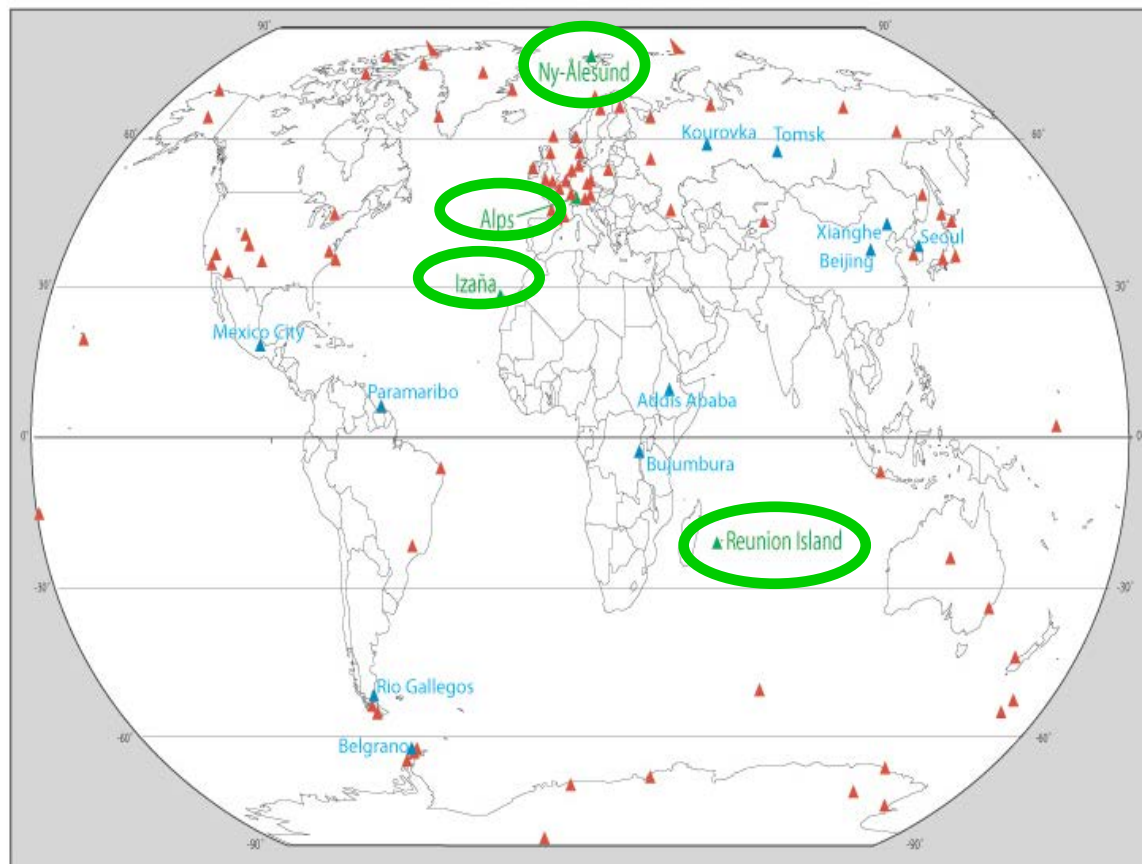 90˚
90˚
Ny-Ålesund
60˚
Kourovka
Tomsk
60˚
Alps
Xianghe
Seoul
Beijing
Izaña
30˚
30˚
Mexico City
Paramaribo
Addis Ababa
0˚
0˚
Bujumbura
Reunion Island
-30˚
-30˚
Rio Gallegos
-60˚
Belgrano
-60˚
-90˚
-90˚